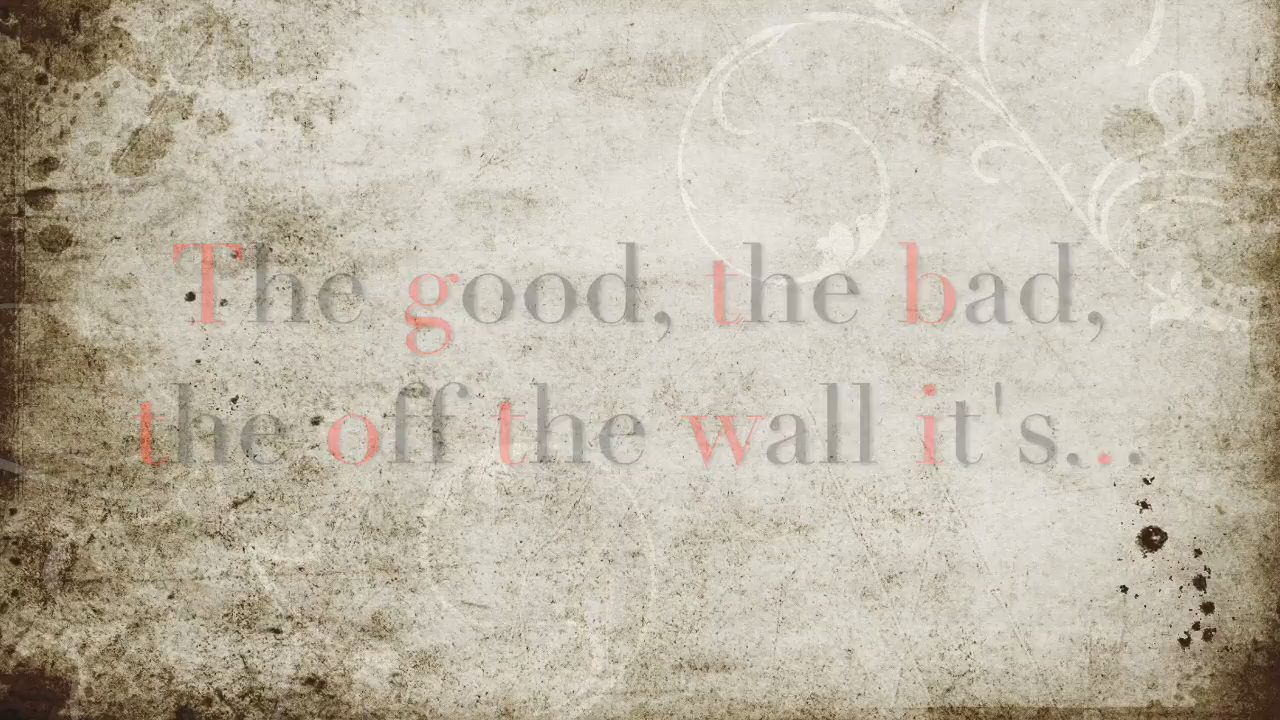 The good, the bad,
the off the wall it's...